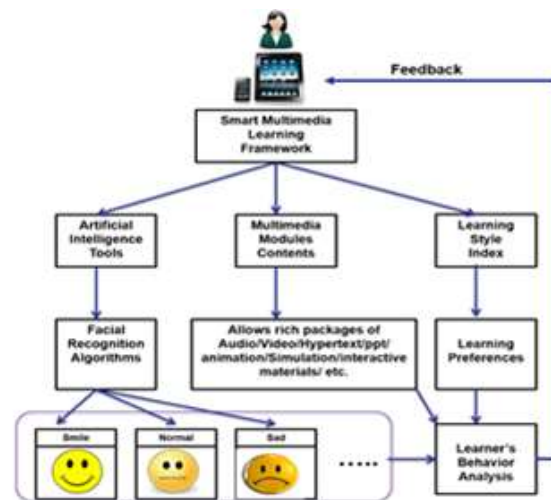 Feedback
Smart Multimedia
Learning
Framework
Artificial
Intelligence
Tools
Multimedia
Modules
Contents
Learning
Style
Index
Facial
Recognition
Algorithms
Allows rich packages of
Audio/Video/Hypertext/ppt/
animation/Simulation/interactive
materials/ etc.
Learning
Preferences
Smile
Normal
Sad
.....
Learner's
Behavior
Analysis